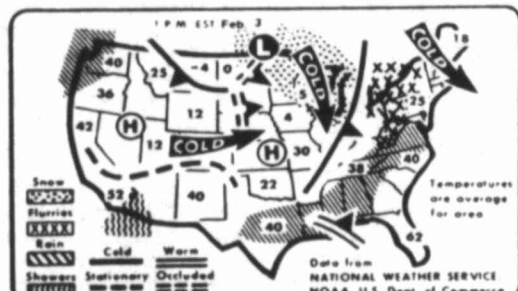 1 PM EST Feb. 3
L
COLD
COLD
18
40
25
-4
0
5
25
36
12
4
42
H
12
COLD
H
30
38
40
52
40
22
40
62
Temperatures
are average
for area
Snow
Flurries
Rain
Showers
Cold
Warm
Stationary
Occluded
Data from
NATIONAL WEATHER SERVICE
NOAA, U.S. Dept. of Commerce